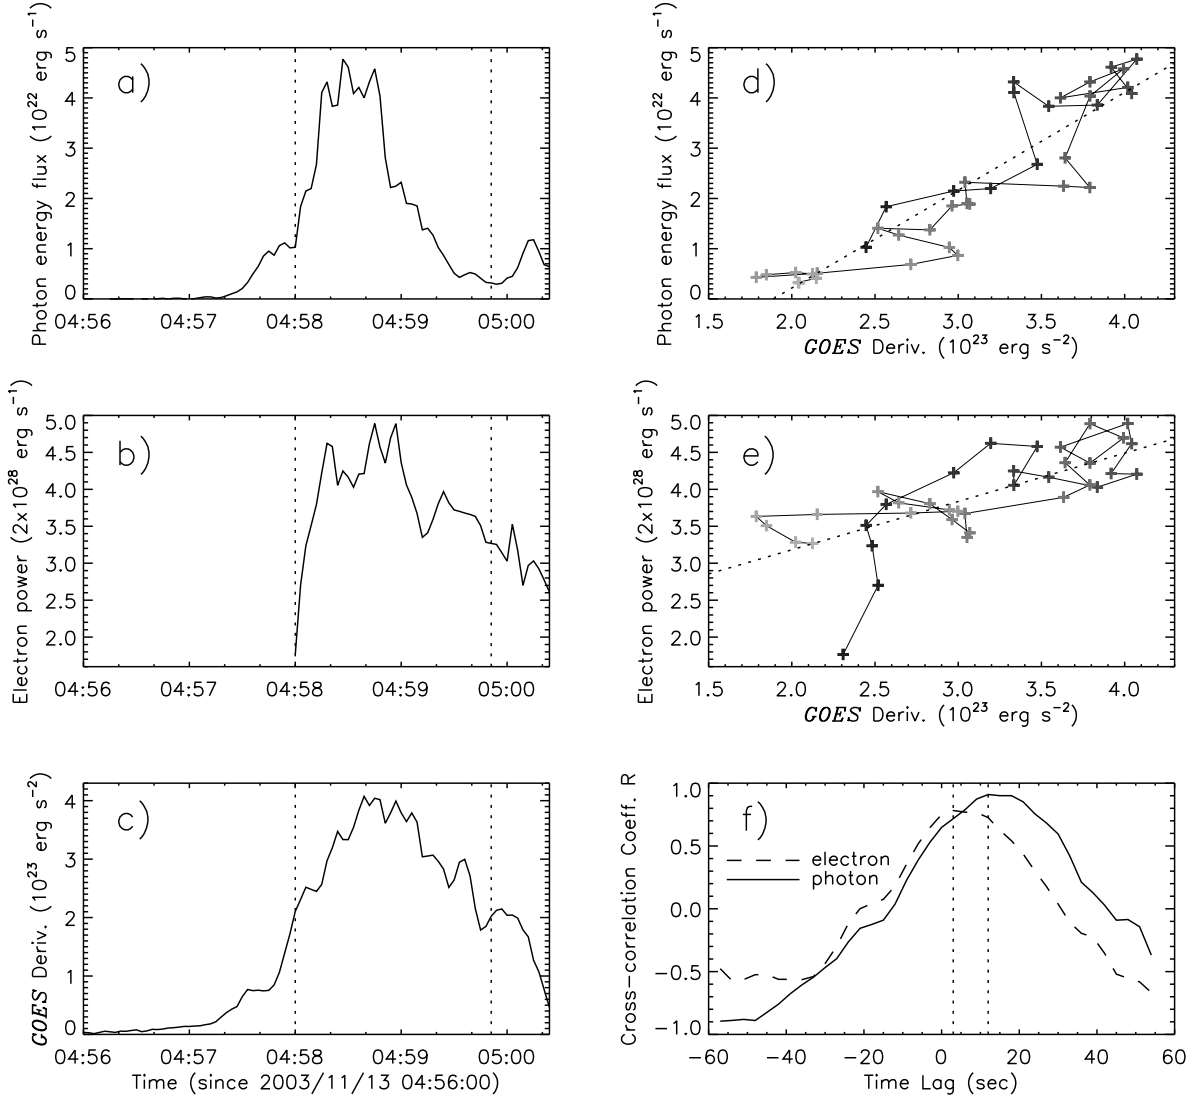 a)
Photon energy flux (10²² erg s⁻¹)
5
4
3
2
1
0
04:56 04:57 04:58 04:59 05:00
d)
Photon energy flux (10²² erg s⁻¹)
5
4
3
2
1
0
1.5 2.0 2.5 3.0 3.5 4.0
GOES Deriv. (10²³ erg s⁻²)
b)
Electron power (2x10²⁸ erg s⁻¹)
5.0
4.5
4.0
3.5
3.0
2.5
2.0
04:56 04:57 04:58 04:59 05:00
e)
Electron power (2x10²⁸ erg s⁻¹)
5.0
4.5
4.0
3.5
3.0
2.5
2.0
1.5 2.0 2.5 3.0 3.5 4.0
GOES Deriv. (10²³ erg s⁻²)
c)
GOES Deriv. (10²³ erg s⁻²)
4
3
2
1
0
04:56 04:57 04:58 04:59 05:00
Time (since 2003/11/13 04:56:00)
f)
Cross−correlation Coeff. R
1.0
0.5
0.0
−0.5
−1.0
electron
photon
−60 −40 −20 0 20 40 60
Time Lag (sec)